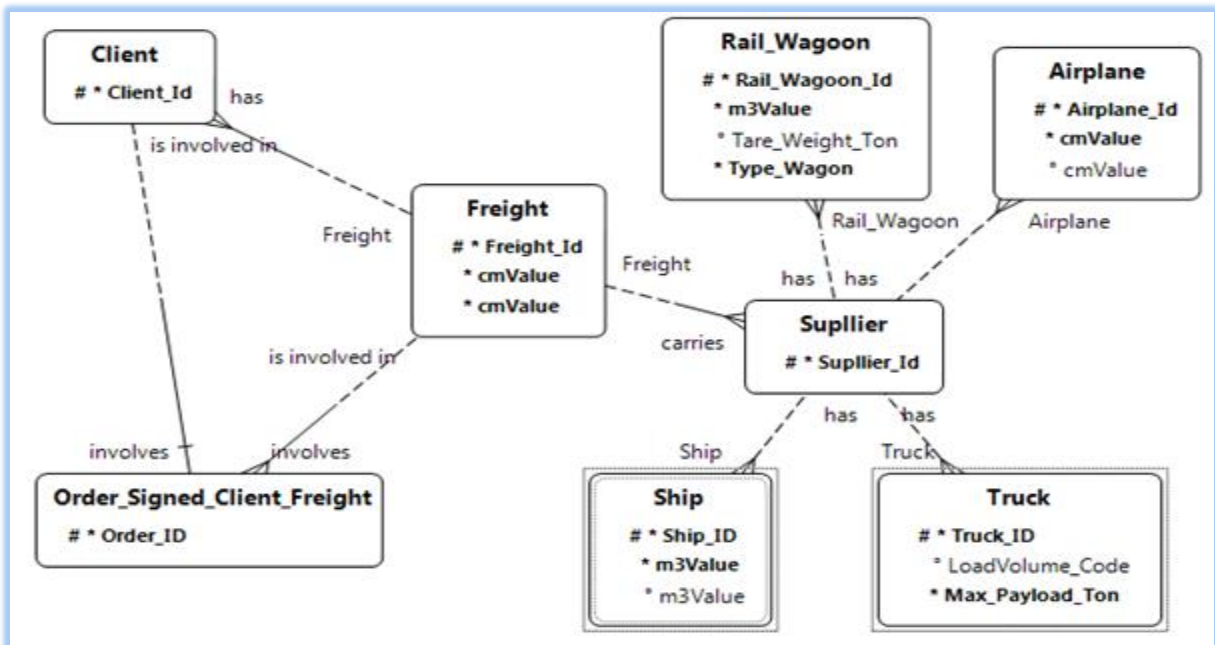 Client
# * Client_Id
has
is involved in
Freight
Freight
# * Freight_Id
* cmValue
* cmValue
is involved in
involves
involves
Order_Signed_Client_Freight
# * Order_ID
Rail_Wagoon
# * Rail_Wagoon_Id
* m3Value
° Tare_Weight_Ton
* Type_Wagon
Rail_Wagoon
Airplane
# * Airplane_Id
* cmValue
° cmValue
Airplane
Freight
carries
has
has
Supllier
# * Supllier_Id
has
has
Ship
Truck
Ship
# * Ship_ID
* m3Value
° m3Value
Truck
# * Truck_ID
° LoadVolume_Code
* Max_Payload_Ton